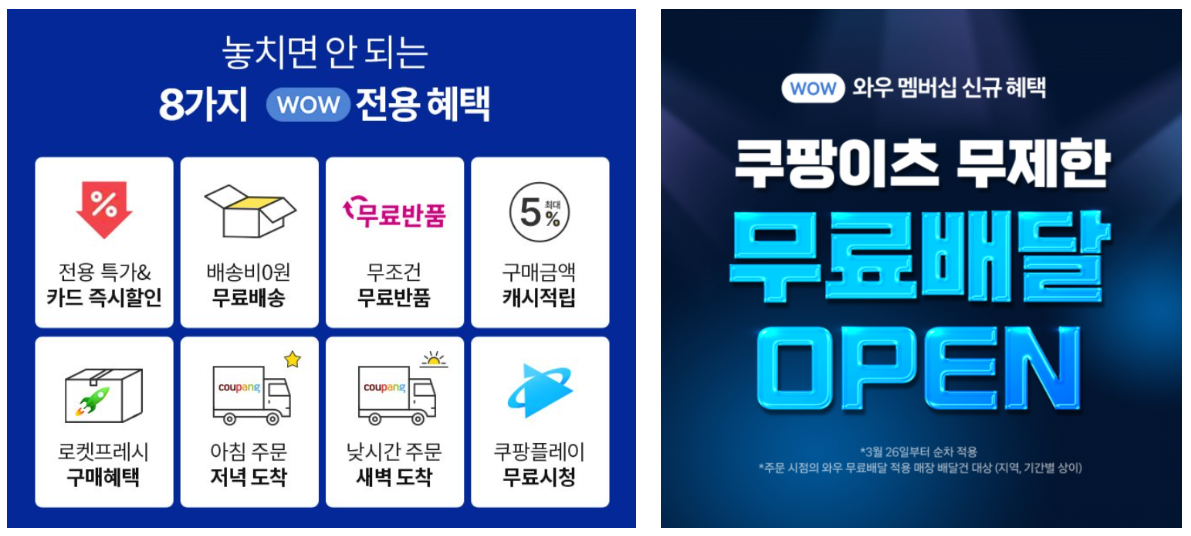 놓치면 안 되는
8가지 WOW 전용 혜택
%
전용 특가&
카드 즉시할인
배송비0원
무료배송
무료반품
무조건
무료반품
5 최대 %
구매금액
캐시적립
로켓프레시
구매혜택
coupang
아침 주문
저녁 도착
coupang
낮시간 주문
새벽 도착
쿠팡플레이
무료시청
WOW 와우 멤버십 신규 혜택
쿠팡이츠 무제한
무료배달
OPEN
*3월 26일부터 순차 적용
*주문 시점의 와우 무료배달 적용 매장 배달건 대상 (지역, 기간별 상이)